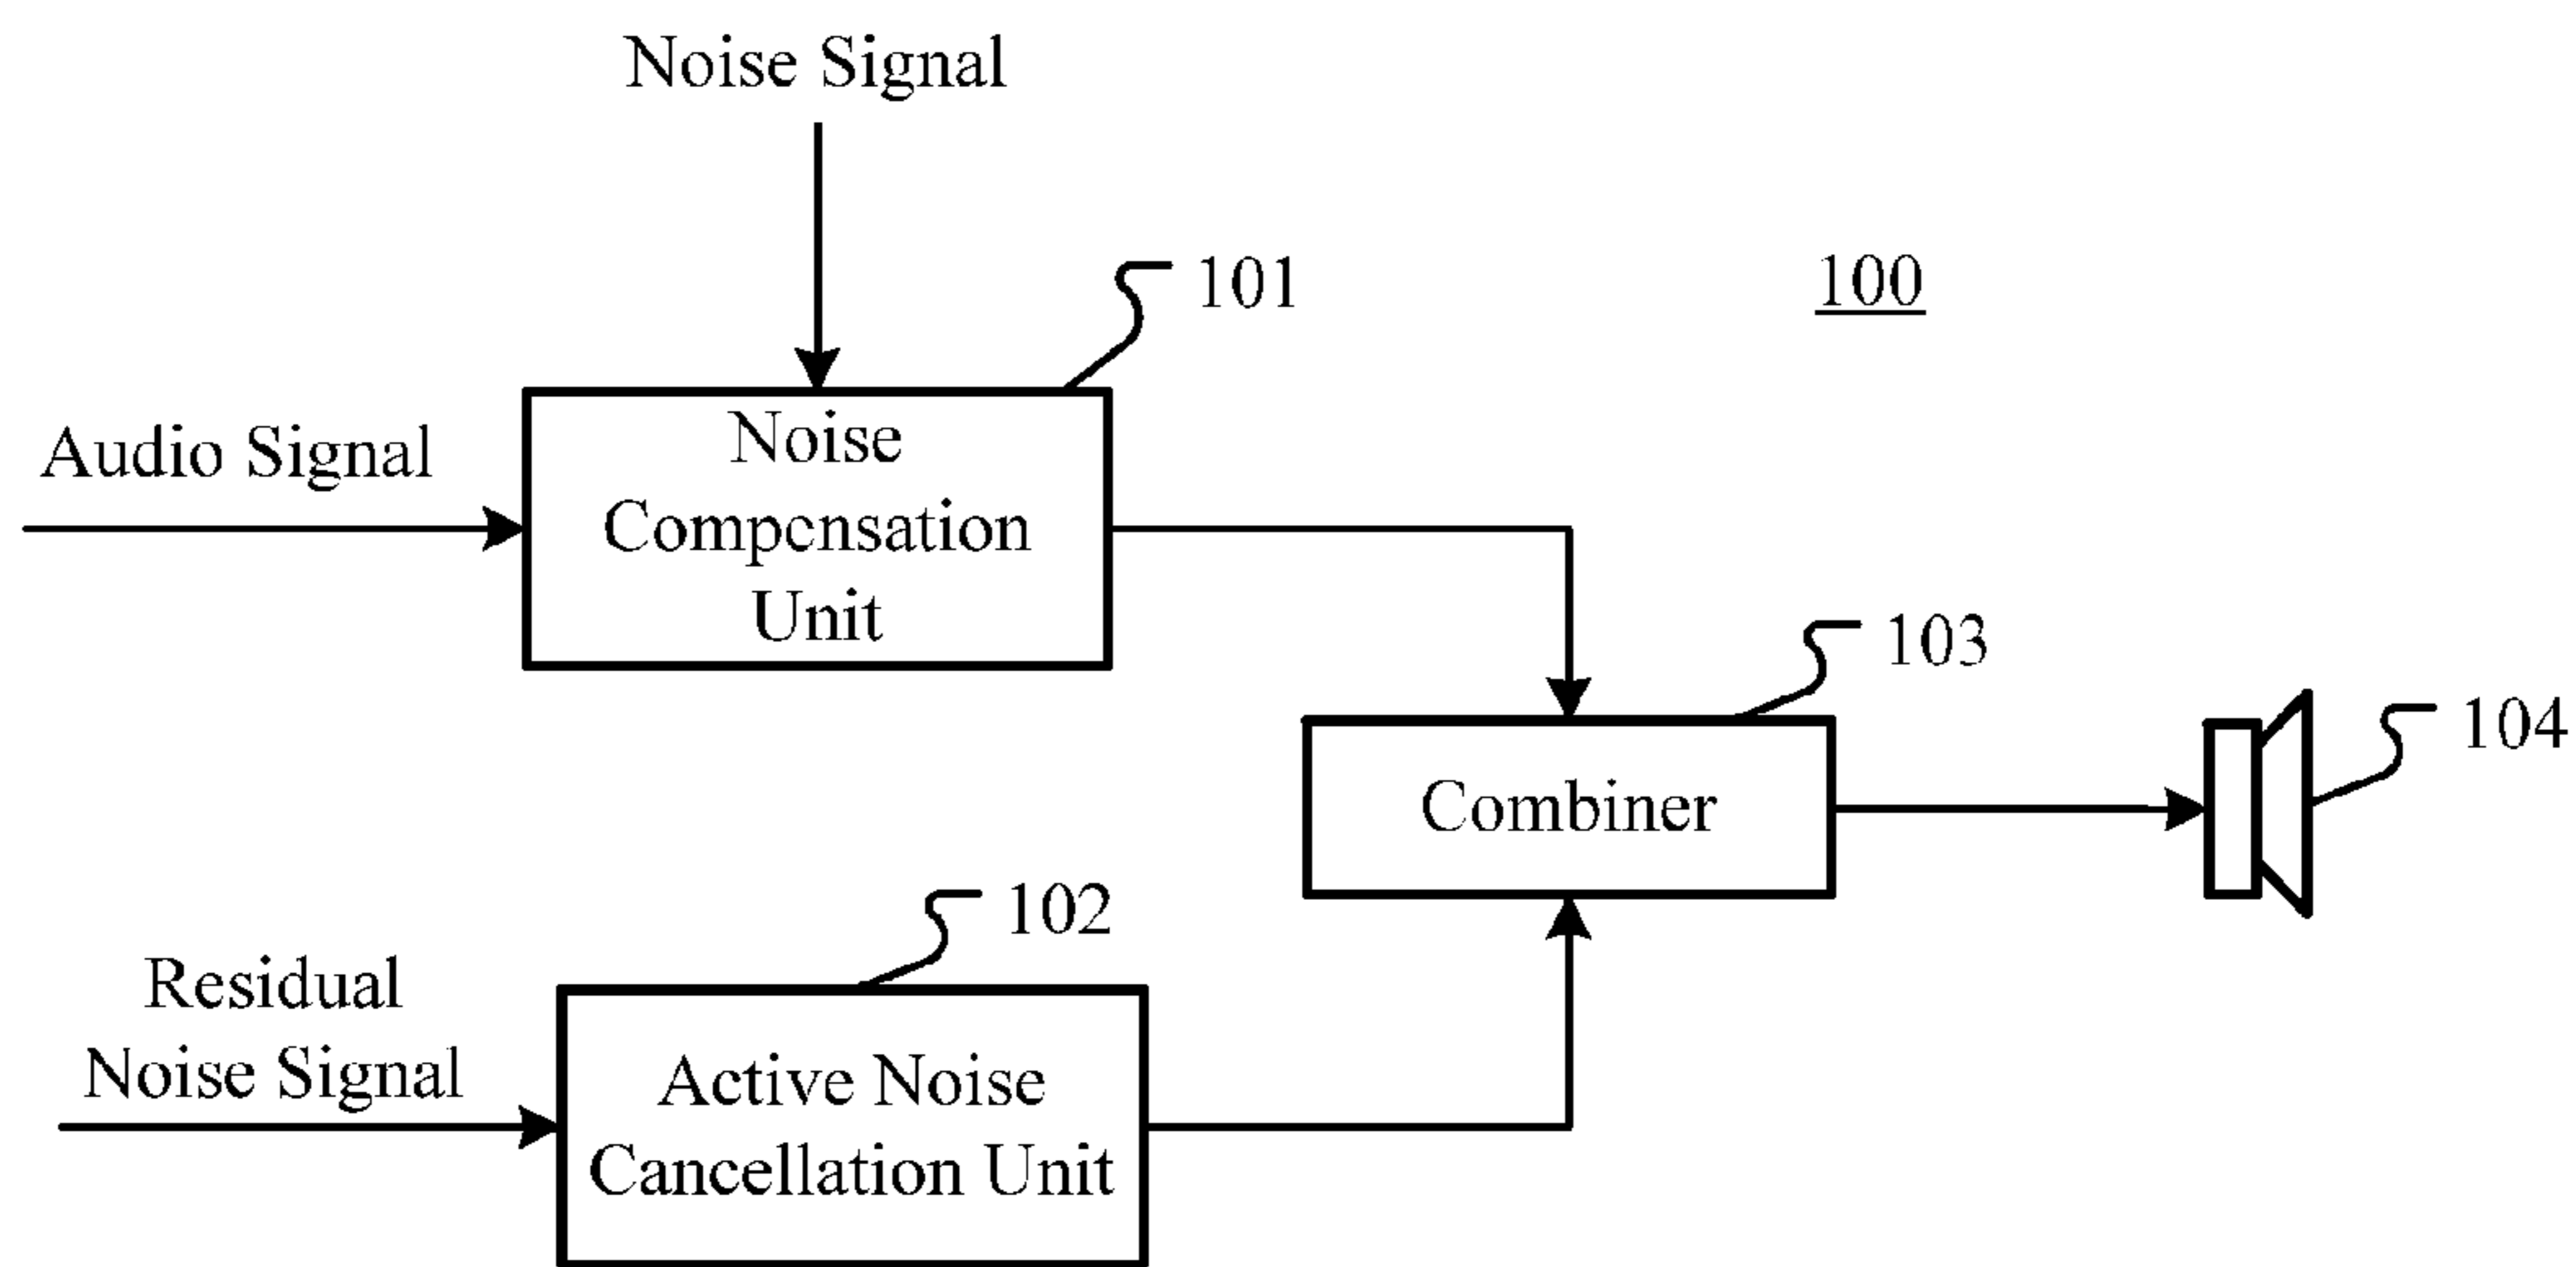 Noise Signal
101
100
Audio Signal
Noise
Compcnsation
Unit
103
104
Combiner
102
Residual
Noise Signal
Active Noise
Cancellation Unit